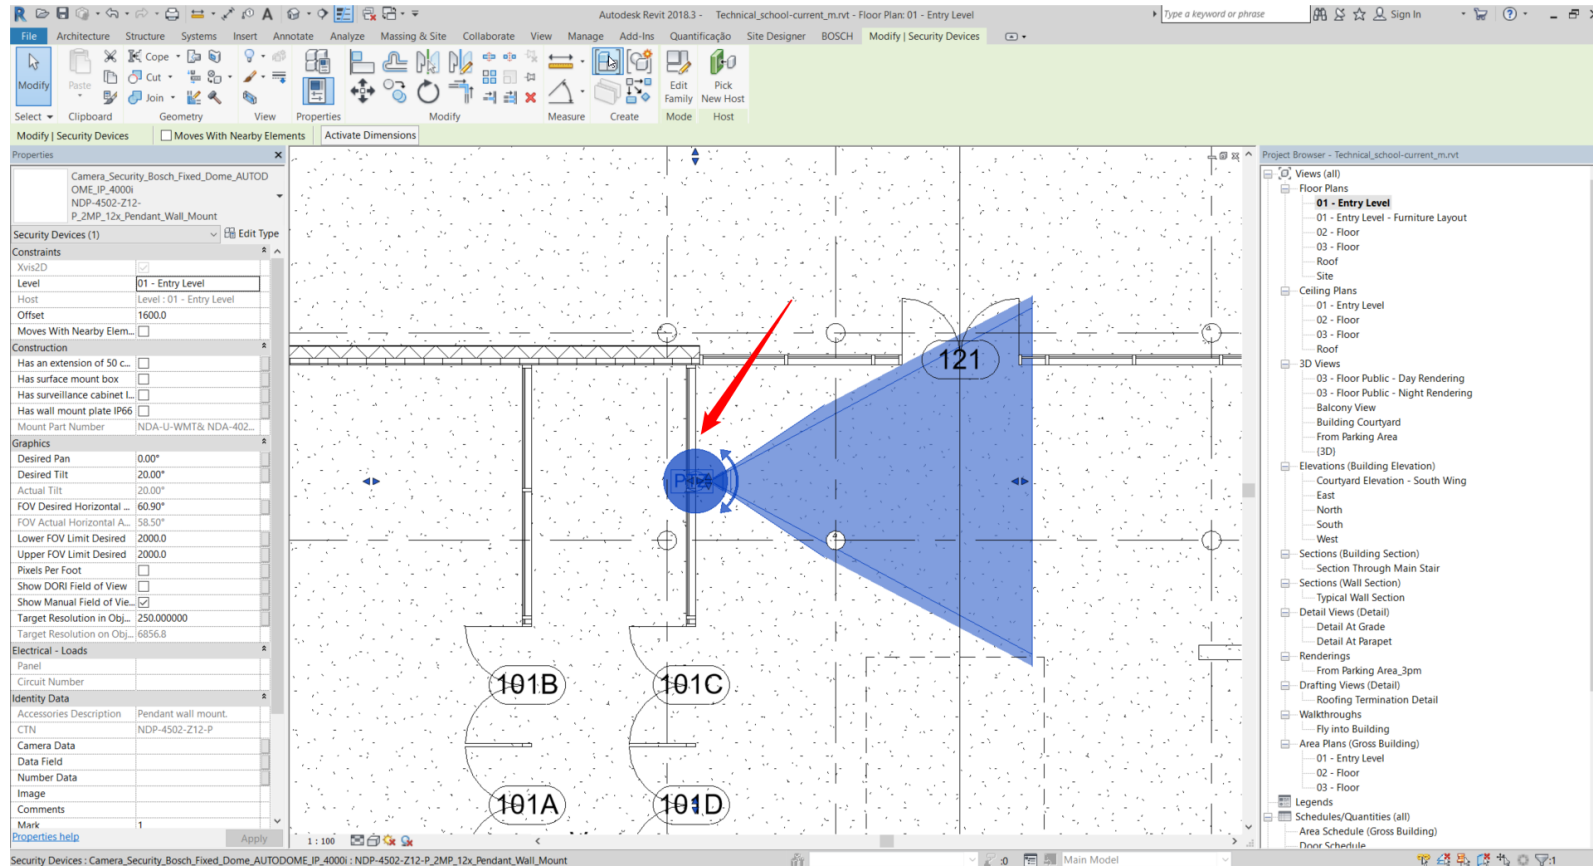 Autodesk Revit 2018.3 - Technical_school-current_m.rvt - Floor Plan: 01 - Entry Level
Type a keyword or phrase
Sign In
File Architecture Structure Systems Insert Annotate Analyze Massing & Site Collaborate View Manage Add-Ins Quantificação Site Designer BOSCH Modify | Security Devices
Modify
Paste
Cope
Cut
Join
Edit Family
Pick New Host
Select Clipboard Geometry View Properties Modify Measure Create Mode Host
Modify | Security Devices Moves With Nearby Elements Activate Dimensions
Properties
Camera_Security_Bosch_Fixed_Dome_AUTOD
OME_IP_4000i
NDP-4502-Z12-
P_2MP_12x_Pendant_Wall_Mount
Security Devices (1) Edit Type
Constraints
Xvis2D
Level 01 - Entry Level
Host Level : 01 - Entry Level
Offset 1600.0
Moves With Nearby Elem...
Construction
Has an extension of 50 c...
Has surface mount box
Has surveillance cabinet I...
Has wall mount plate IP66
Mount Part Number NDA-U-WMT& NDA-402...
Graphics
Desired Pan 0.00°
Desired Tilt 20.00°
Actual Tilt 20.00°
FOV Desired Horizontal ... 60.90°
FOV Actual Horizontal A... 58.50°
Lower FOV Limit Desired 2000.0
Upper FOV Limit Desired 2000.0
Pixels Per Foot
Show DORI Field of View
Show Manual Field of Vie...
Target Resolution in Obj... 250.000000
Target Resolution on Obj... 6856.8
Electrical - Loads
Panel
Circuit Number
Identity Data
Accessories Description Pendant wall mount.
CTN NDP-4502-Z12-P
Camera Data
Data Field
Number Data
Image
Comments
Mark 1
Properties help Apply
121
101B
101C
101A
101D
1 : 100
Project Browser - Technical_school-current_m.rvt
Views (all)
Floor Plans
01 - Entry Level
01 - Entry Level - Furniture Layout
02 - Floor
03 - Floor
Roof
Site
Ceiling Plans
01 - Entry Level
02 - Floor
03 - Floor
Roof
3D Views
03 - Floor Public - Day Rendering
03 - Floor Public - Night Rendering
Balcony View
Building Courtyard
From Parking Area
{3D}
Elevations (Building Elevation)
Courtyard Elevation - South Wing
East
North
South
West
Sections (Building Section)
Section Through Main Stair
Sections (Wall Section)
Typical Wall Section
Detail Views (Detail)
Detail At Grade
Detail At Parapet
Renderings
From Parking Area_3pm
Drafting Views (Detail)
Roofing Termination Detail
Walkthroughs
Fly into Building
Area Plans (Gross Building)
01 - Entry Level
02 - Floor
03 - Floor
Legends
Schedules/Quantities (all)
Area Schedule (Gross Building)
Door Schedule
Security Devices : Camera_Security_Bosch_Fixed_Dome_AUTODOME_IP_4000i : NDP-4502-Z12-P_2MP_12x_Pendant_Wall_Mount
:0
Main Model
:1